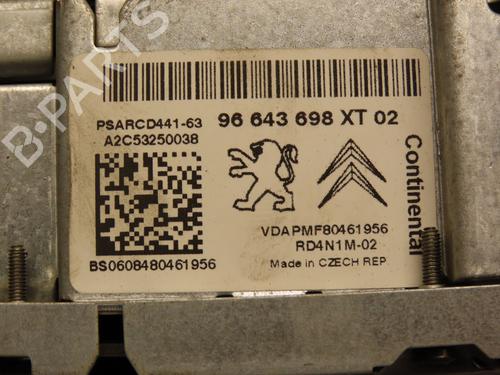 PSARCD441-63 96 643 698 XT 02
A2C53250038
Continental
VDAPMF80461956
RD4N1M-02
BS0608480461956 Made in CZECH REP.
B-PARTS